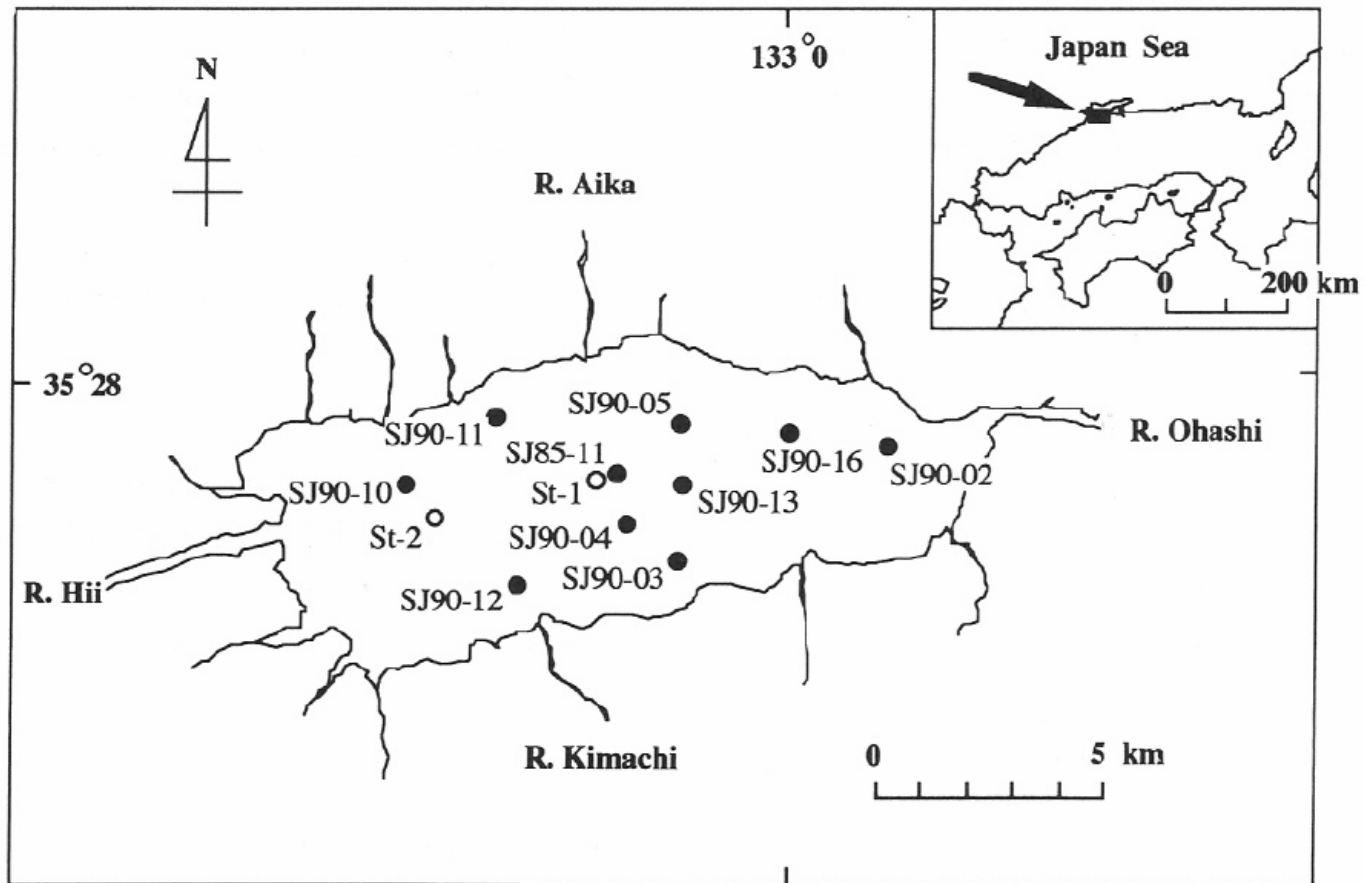 133°0
Japan Sea
N
R. Aika
0 200 km
35°28
SJ90-05
SJ90-11
R. Ohashi
SJ85-11
SJ90-16
SJ90-02
SJ90-10
St-1
SJ90-13
St-2
SJ90-04
SJ90-03
R. Hii
SJ90-12
R. Kimachi
0 5 km